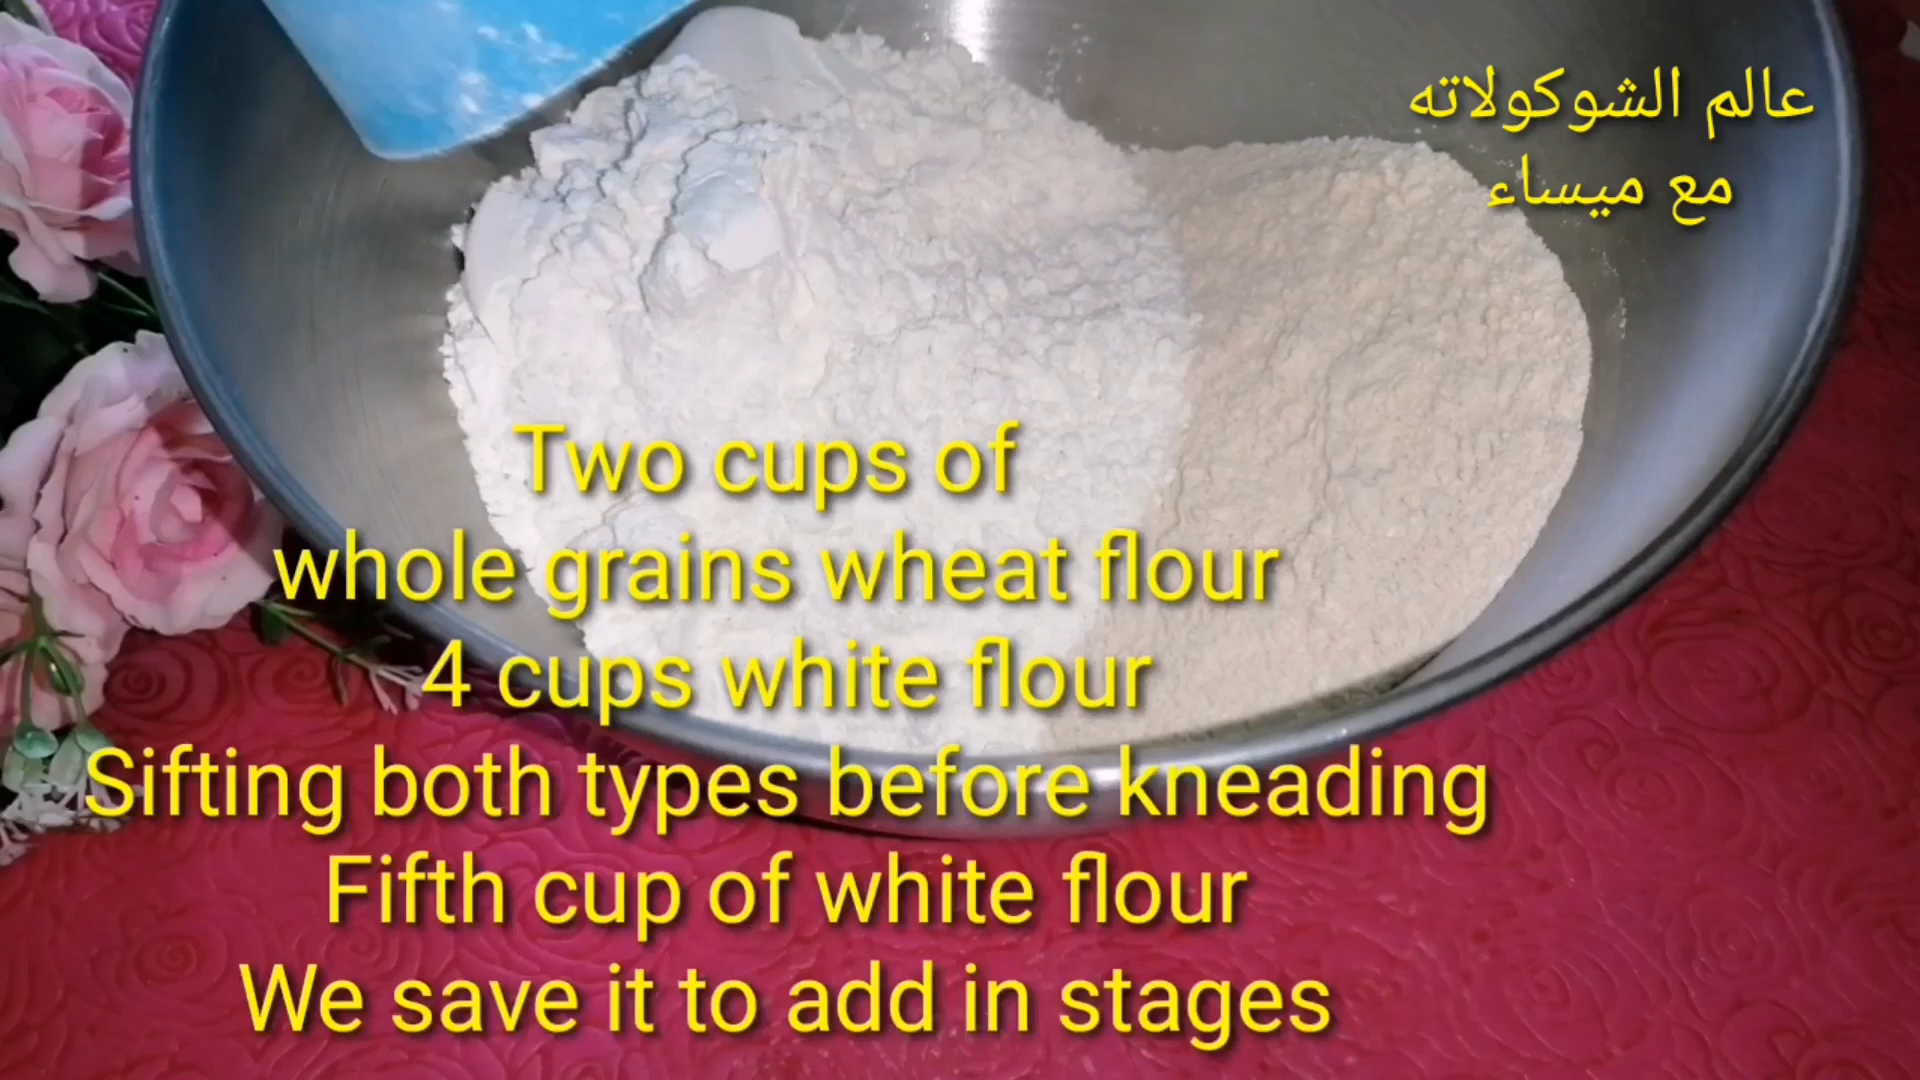 عالم الشوكولاته
مع ميساء
Two cups of
whole grains wheat flour
4 cups white flour
Sifting both types before kneading
Fifth cup of white flour
We save it to add in stages